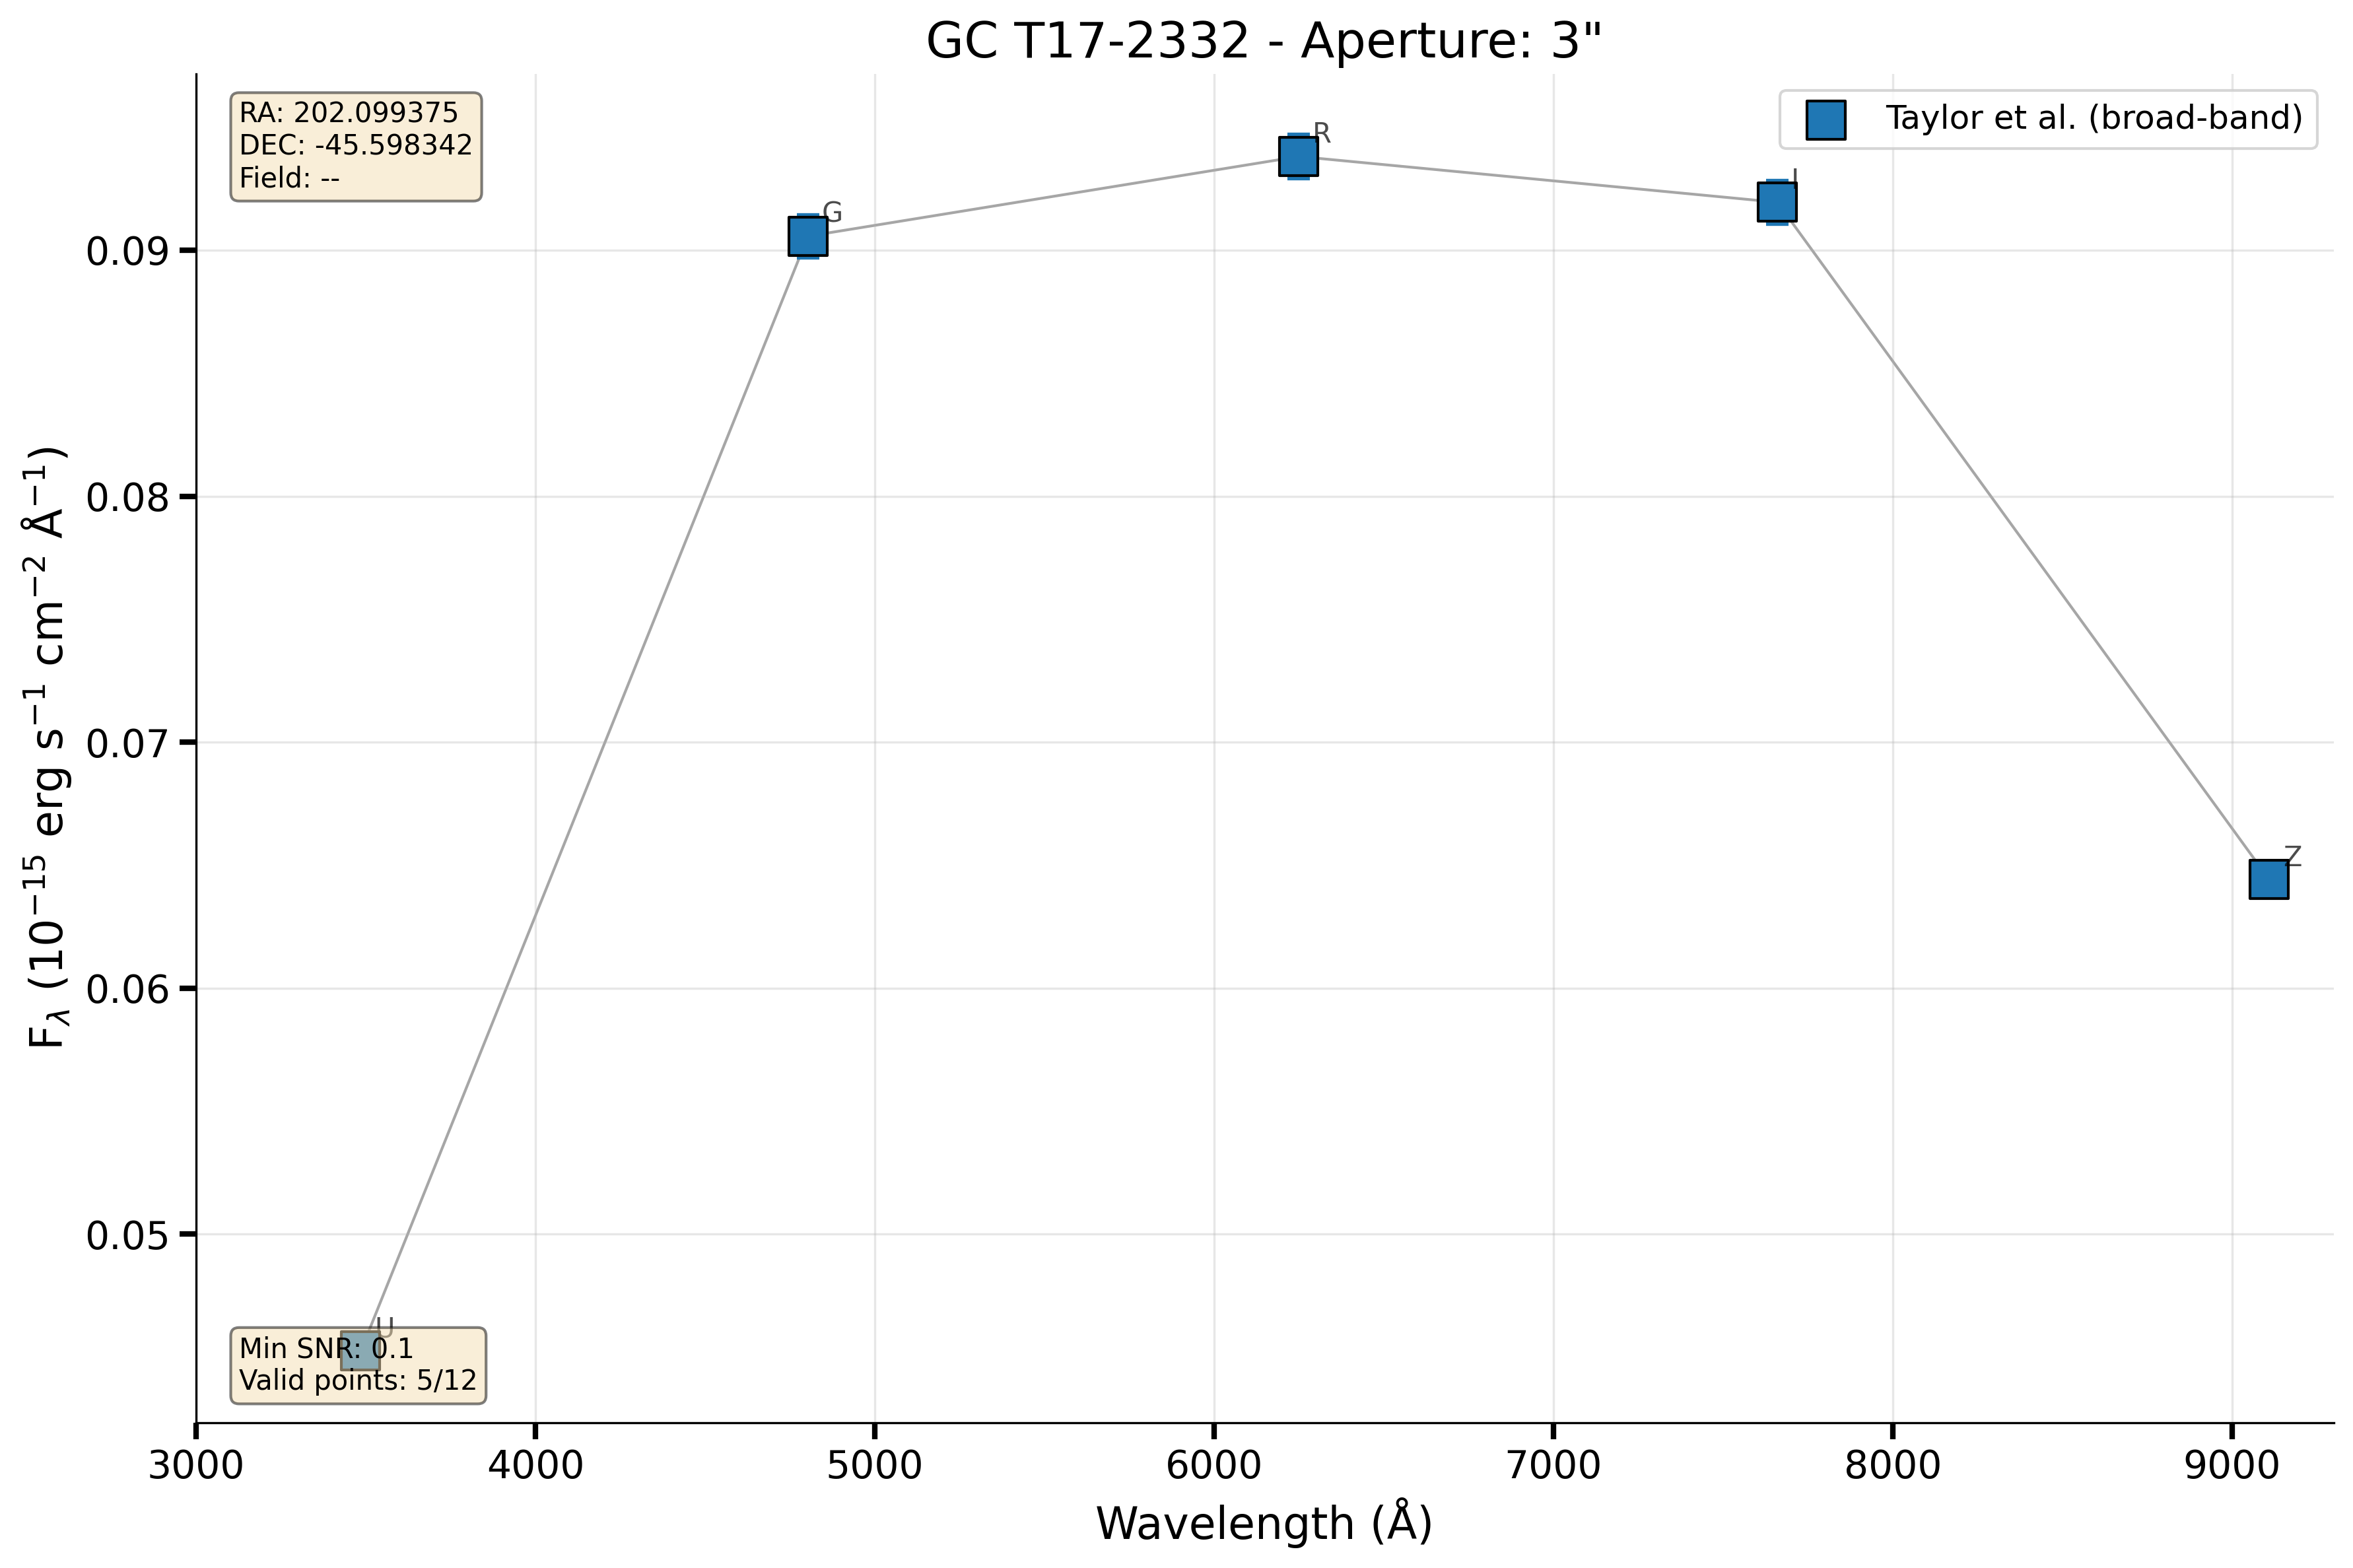 GC T17-2332 - Aperture: 3"
RA: 202.099375
DEC: -45.598342
Field: --
Taylor et al. (broad-band)
R
I
G
0.09
0.08
0.07
0.06
0.05
F_λ (10⁻¹⁵ erg s⁻¹ cm⁻² Å⁻¹)
Z
U
Min SNR: 0.1
Valid points: 5/12
3000 4000 5000 6000 7000 8000 9000
Wavelength (Å)